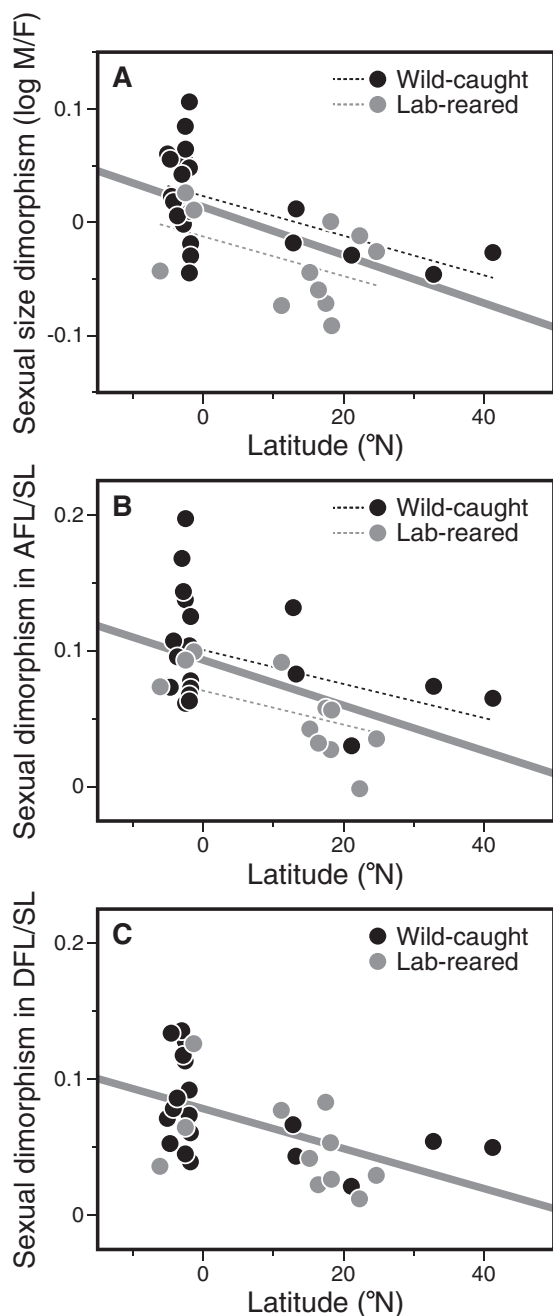 A
Wild-caught
Lab-reared
Sexual size dimorphism (log M/F)
0.1
0
-0.1
0
20
40
Latitude (°N)
B
Wild-caught
Lab-reared
Sexual dimorphism in AFL/SL
0.2
0.1
0
0
20
40
Latitude (°N)
C
Wild-caught
Lab-reared
Sexual dimorphism in DFL/SL
0.2
0.1
0
0
20
40
Latitude (°N)